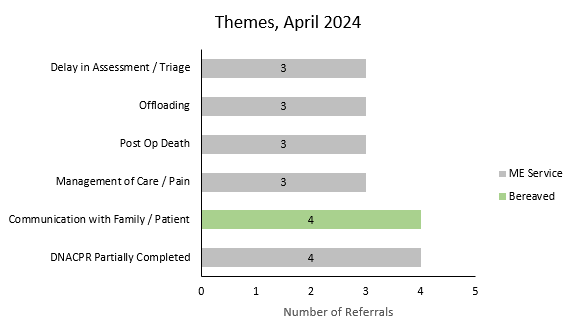 Themes, April 2024
Delay in Assessment / Triage
3
Offloading
3
Post Op Death
3
Management of Care / Pain
3
Communication with Family / Patient
4
DNACPR Partially Completed
4
0 1 2 3 4 5
Number of Referrals
ME Service
Bereaved